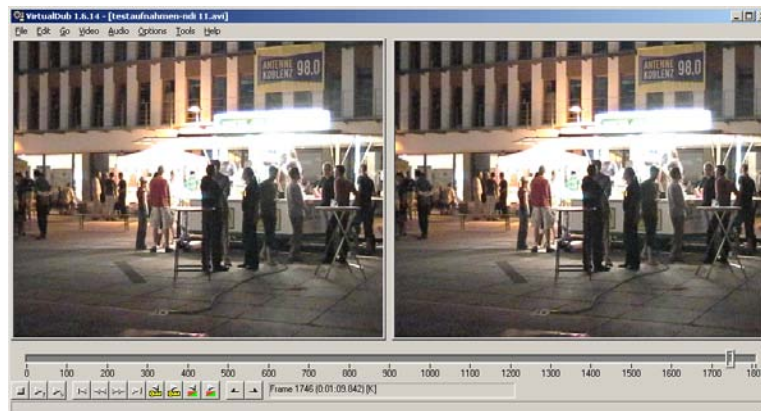 VirtualDub 1.6.14 - [testaufnahmen-ndi 11.avi]
File Edit Go Video Audio Options Tools Help
ANTENNE
KOBLENZ 98.0
ANTENNE
KOBLENZ 98.0
0 100 200 300 400 500 600 700 800 900 1000 1100 1200 1300 1400 1500 1600 1700 180
Frame 1746 (0:01:09.842) [K]